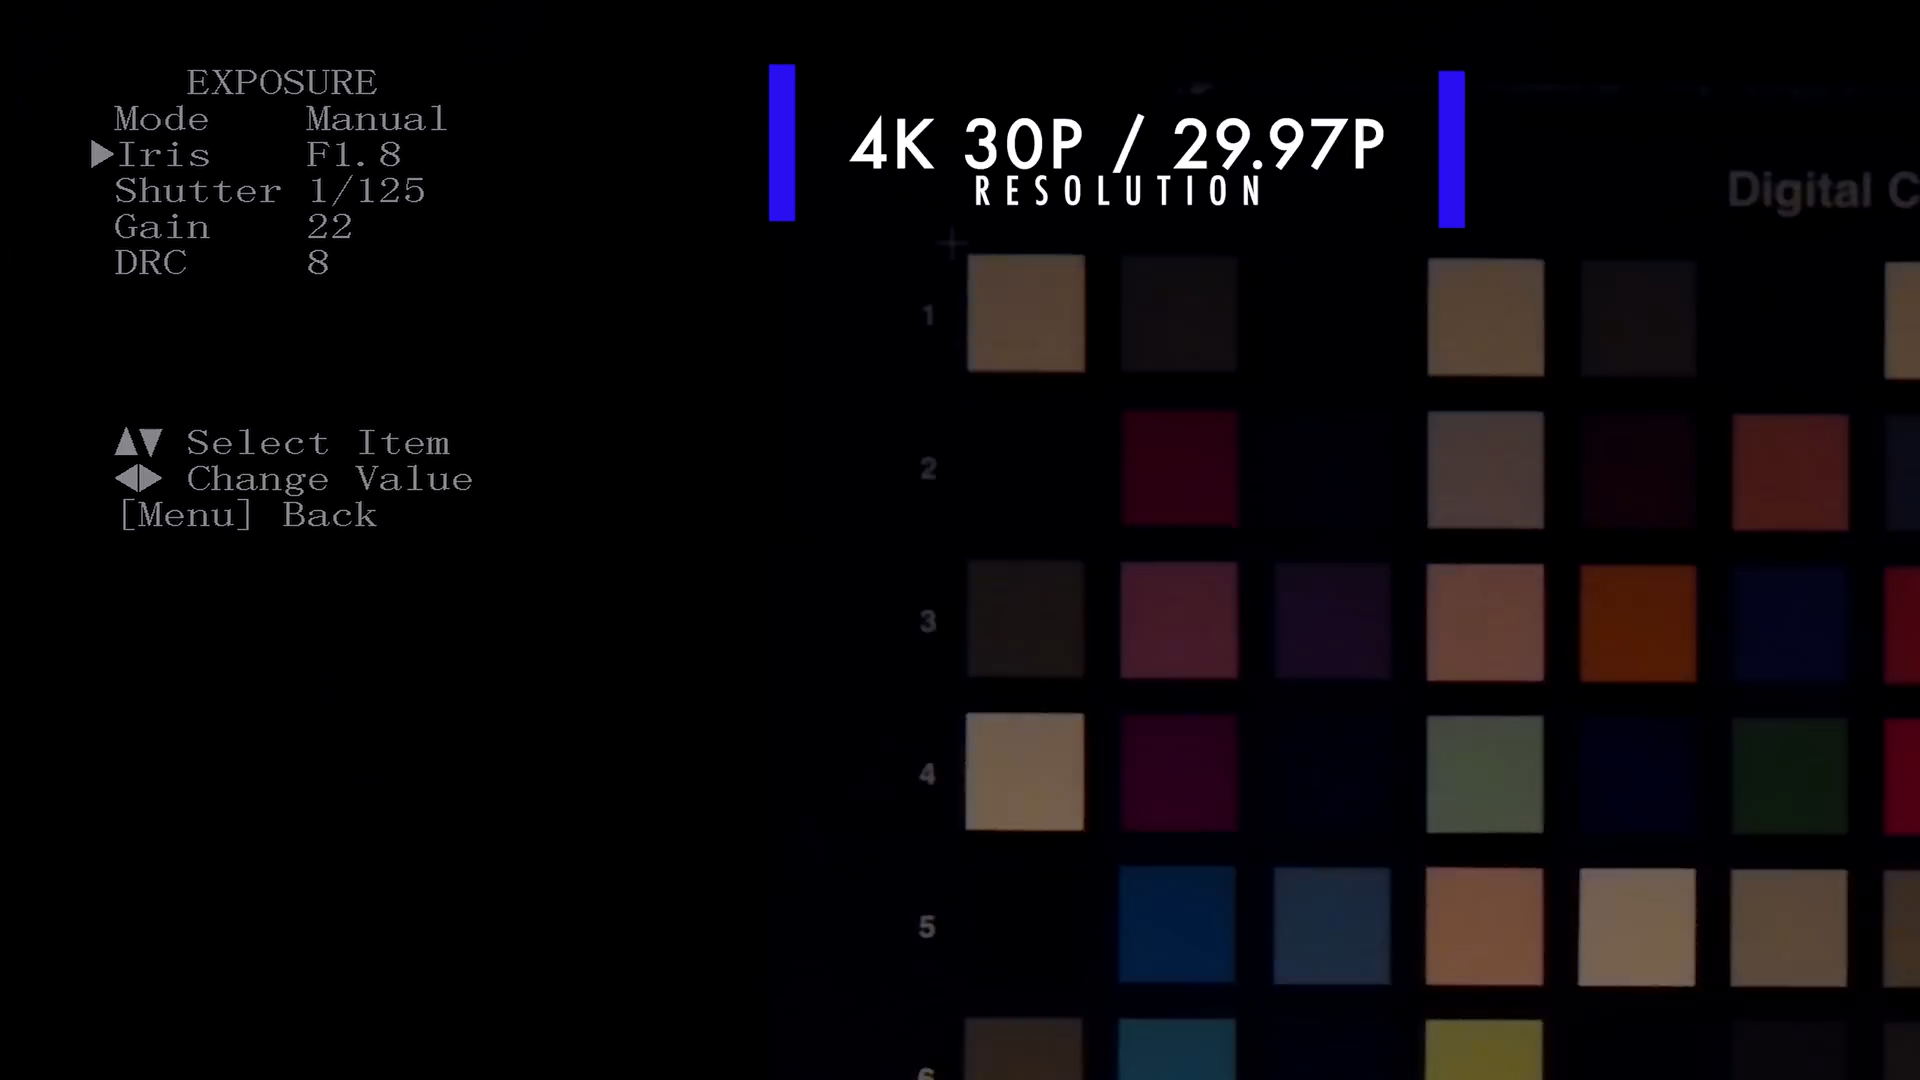 EXPOSURE
Mode Manual
▶Iris F1.8
Shutter 1/125
Gain 22
DRC 8
▲▼ Select Item
◀▶ Change Value
[Menu] Back
4K 30P / 29.97P
RESOLUTION
Digital C
1
2
3
4
5
6